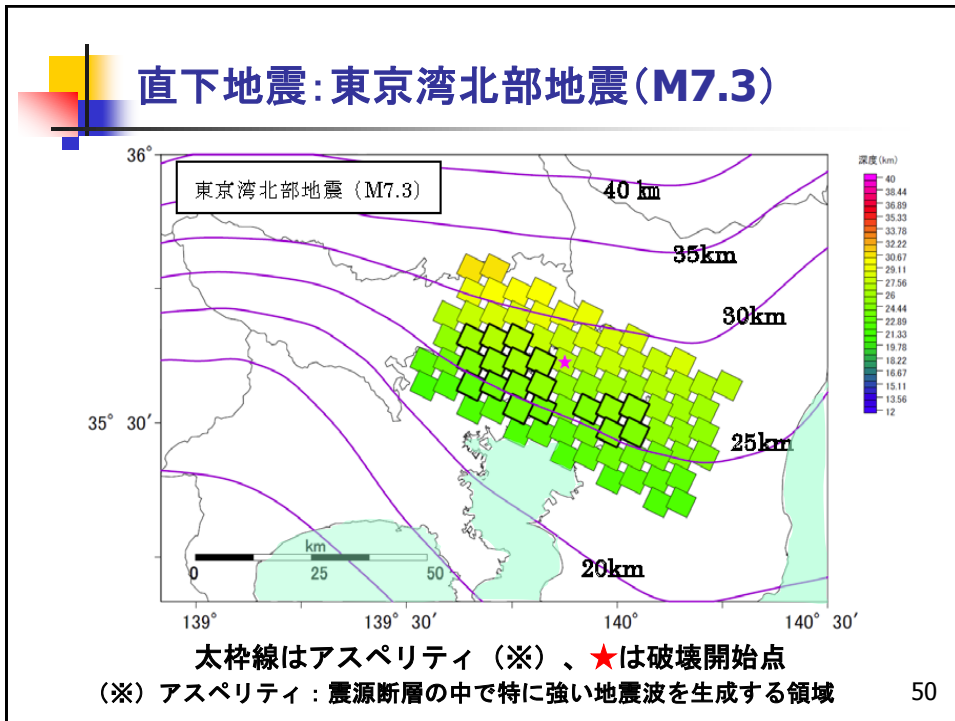 直下地震:東京湾北部地震(M7.3)
36°
東京湾北部地震（M7.3）
40 ㎞
35km
30km
25km
20km
35° 30′
深度(km)
40
38.44
36.89
35.33
33.78
32.22
30.67
29.11
27.56
26
24.44
22.89
21.33
19.78
18.22
16.67
15.11
13.56
12
km
0 25 50
139° 139° 30′ 140° 140° 30′
太枠線はアスペリティ（※）、★は破壊開始点
（※）アスペリティ：震源断層の中で特に強い地震波を生成する領域
50